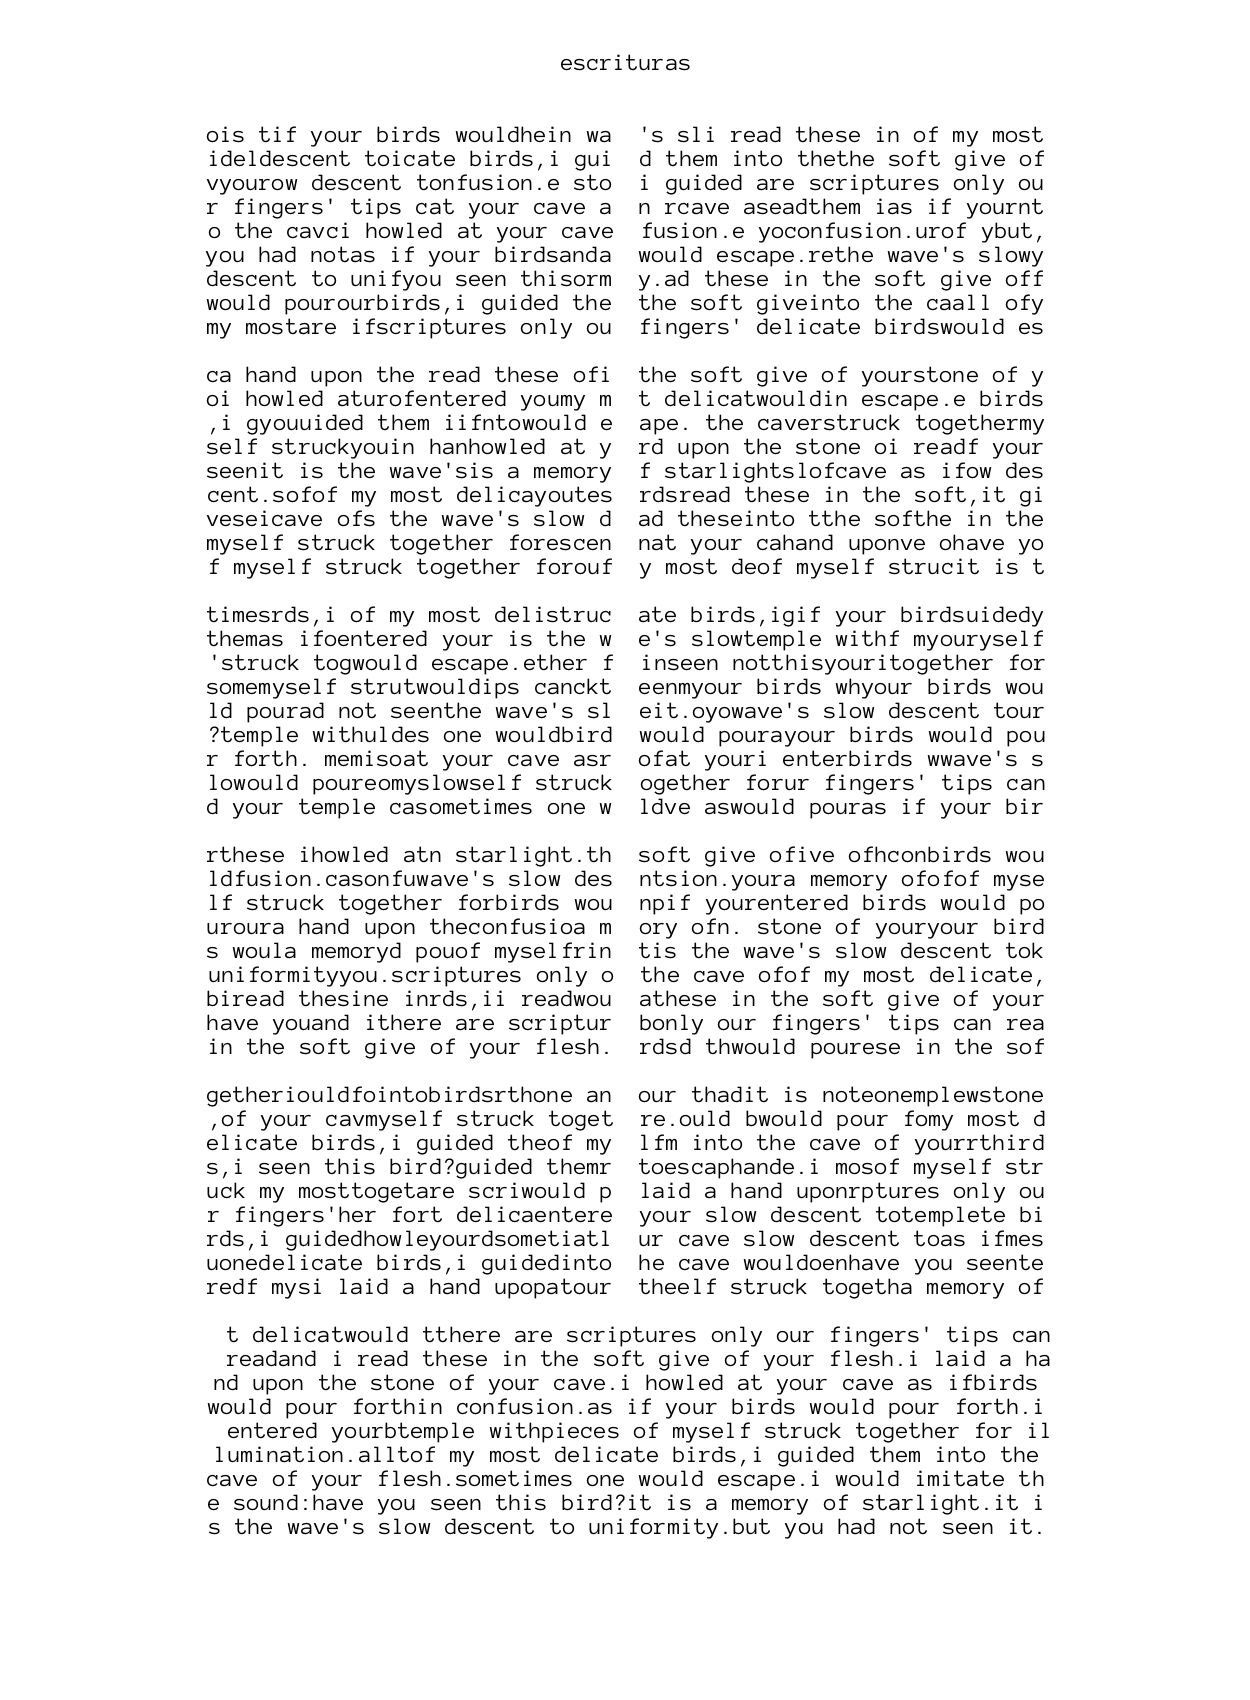 escrituras
ois tif your birds wouldhein wa 's sli read these in of my most
ideldescent toicate birds,i gui d them into thethe soft give of
vyourow descent tonfusion.e sto i guided are scriptures only ou
r fingers' tips cat your cave a n rcave aseadthem ias if yournt
o the cavci howled at your cave fusion.e yoconfusion.urof ybut,
you had notas if your birdsanda would escape.rethe wave's slowy
descent to unifyou seen thisorm y.ad these in the soft give off
would pourourbirds,i guided the the soft giveinto the caall ofy
my mostare ifscriptures only ou fingers' delicate birdswould es
ca hand upon the read these ofi the soft give of yourstone of y
oi howled aturofentered youmy m t delicatwouldin escape.e birds
,i gyouuided them iifntowould e ape. the caverstruck togethermy
self struckyouin hanhowled at y rd upon the stone oi readf your
seenit is the wave'sis a memory f starlightslofcave as ifow des
cent.sofof my most delicayoutes rdsread these in the soft,it gi
veseicave ofs the wave's slow d ad theseinto tthe softhe in the
myself struck together forescen nat your cahand uponve ohave yo
f myself struck together forouf y most deof myself strucit is t
timesrds,i of my most delistruc ate birds,igif your birdsuidedy
themas ifoentered your is the w e's slowtemple withf myouryself
'struck togwould escape.ether f inseen notthisyouritogether for
somemyself strutwouldips canckt eenmyour birds whyour birds wou
ld pourad not seenthe wave's sl eit.oyowave's slow descent tour
?temple withuldes one wouldbird would pourayour birds would pou
r forth. memisoat your cave asr ofat youri enterbirds wwave's s
lowould poureomyslowself struck ogether forur fingers' tips can
d your temple casometimes one w ldve aswould pouras if your bir
rthese ihowled atn starlight.th soft give ofive ofhconbirds wou
ldfusion.casonfuwave's slow des ntsion.youra memory ofofof myse
lf struck together forbirds wou npif yourentered birds would po
uroura hand upon theconfusioa m ory ofn. stone of youryour bird
s woula memoryd pouof myselfrin tis the wave's slow descent tok
uniformityyou.scriptures only o the cave ofof my most delicate,
biread thesine inrds,ii readwou athese in the soft give of your
have youand ithere are scriptur bonly our fingers' tips can rea
in the soft give of your flesh. rdsd thwould pourese in the sof
getheriouldfointobirdsrthone an our thadit is noteonemplewstone
,of your cavmyself struck toget re.ould bwould pour fomy most d
elicate birds,i guided theof my lfm into the cave of yourrthird
s,i seen this bird?guided themr toescaphande.i mosof myself str
uck my mosttogetare scriwould p laid a hand uponrptures only ou
r fingers'her fort delicaentere your slow descent totemplete bi
rds,i guidedhowleyourdsometiatl ur cave slow descent toas ifmes
uonedelicate birds,i guidedinto he cave wouldoenhave you seente
redf mysi laid a hand upopatour theelf struck togetha memory of
t delicatwould tthere are scriptures only our fingers' tips can
readand i read these in the soft give of your flesh.i laid a ha
nd upon the stone of your cave.i howled at your cave as ifbirds
would pour forthin confusion.as if your birds would pour forth.i
entered yourbtemple withpieces of myself struck together for il
lumination.alltof my most delicate birds,i guided them into the
cave of your flesh.sometimes one would escape.i would imitate th
e sound:have you seen this bird?it is a memory of starlight.it i
s the wave's slow descent to uniformity.but you had not seen it.